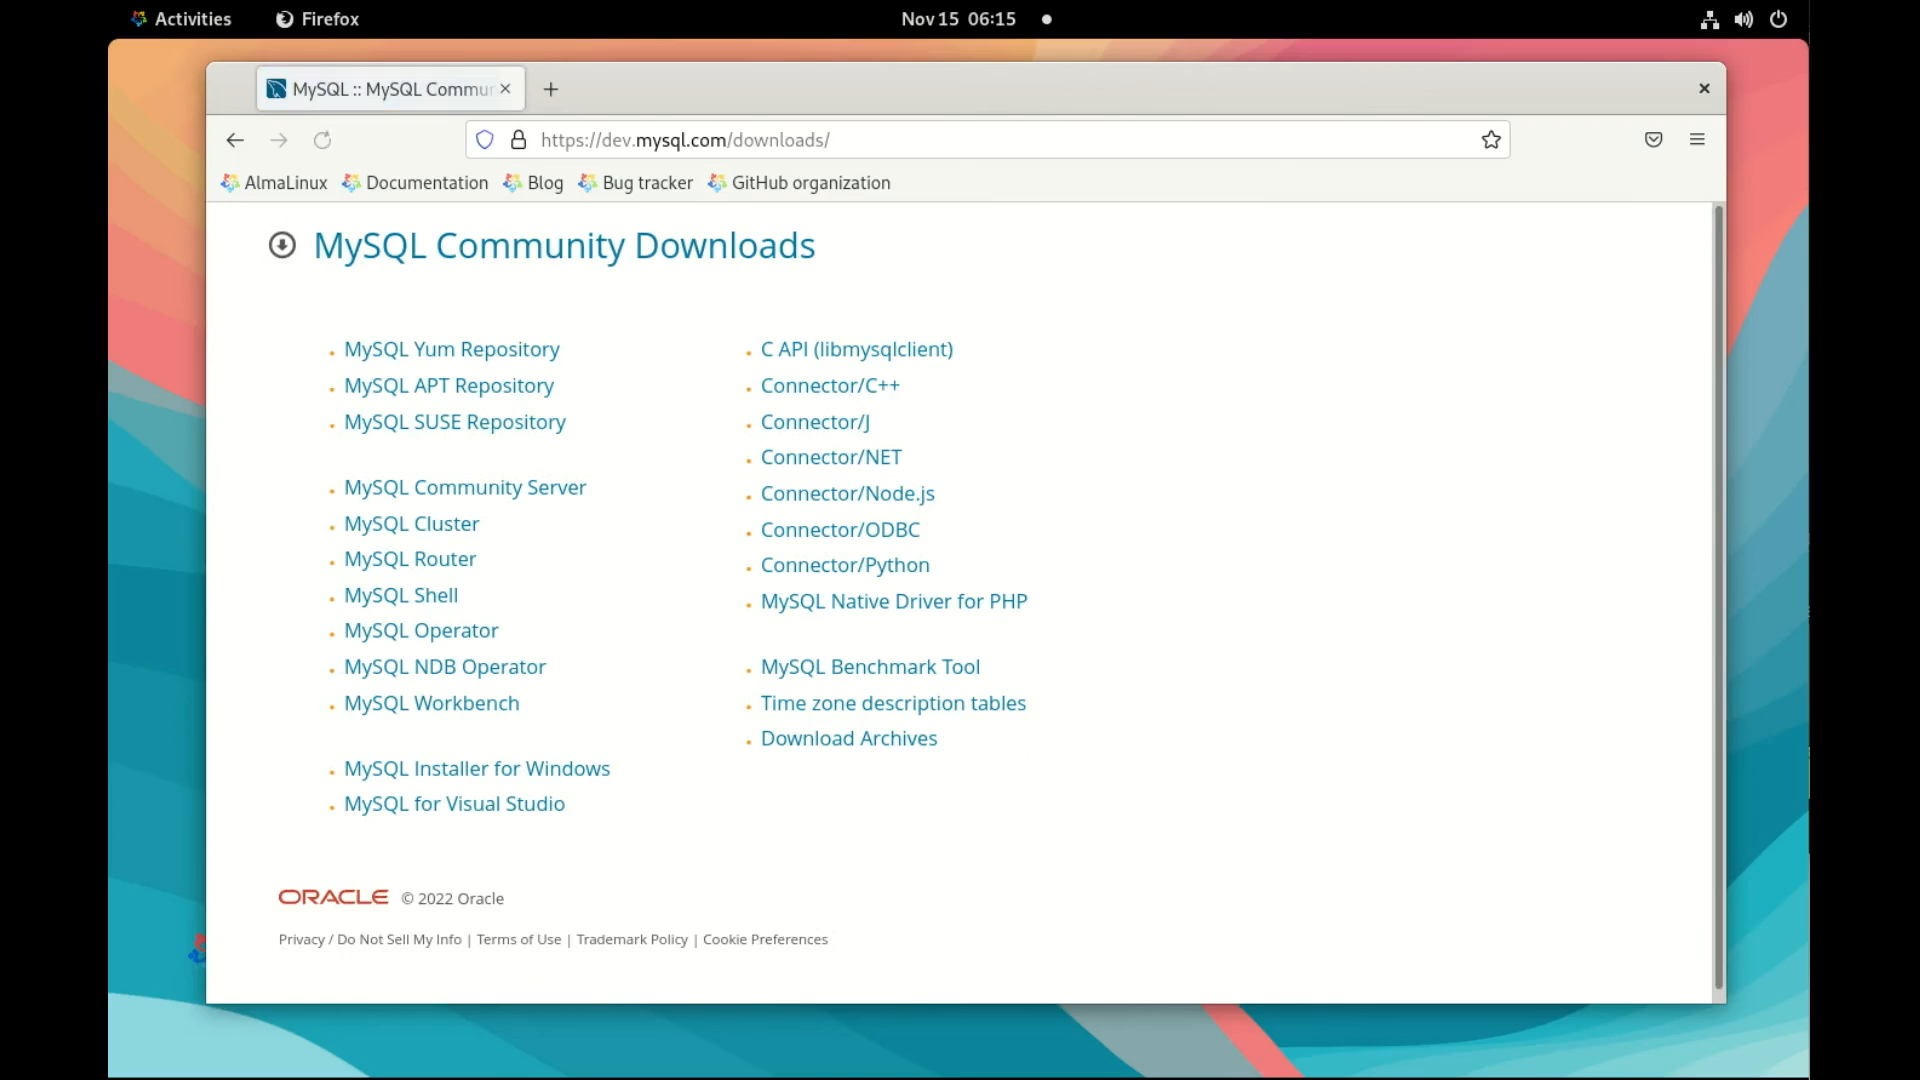 Activities Firefox Nov 15 06:15
MySQL :: MySQL Commu
https://dev.mysql.com/downloads/
AlmaLinux Documentation Blog Bug tracker GitHub organization
MySQL Community Downloads
MySQL Yum Repository
MySQL APT Repository
MySQL SUSE Repository
MySQL Community Server
MySQL Cluster
MySQL Router
MySQL Shell
MySQL Operator
MySQL NDB Operator
MySQL Workbench
MySQL Installer for Windows
MySQL for Visual Studio
C API (libmysqlclient)
Connector/C++
Connector/J
Connector/NET
Connector/Node.js
Connector/ODBC
Connector/Python
MySQL Native Driver for PHP
MySQL Benchmark Tool
Time zone description tables
Download Archives
ORACLE © 2022 Oracle
Privacy / Do Not Sell My Info | Terms of Use | Trademark Policy | Cookie Preferences